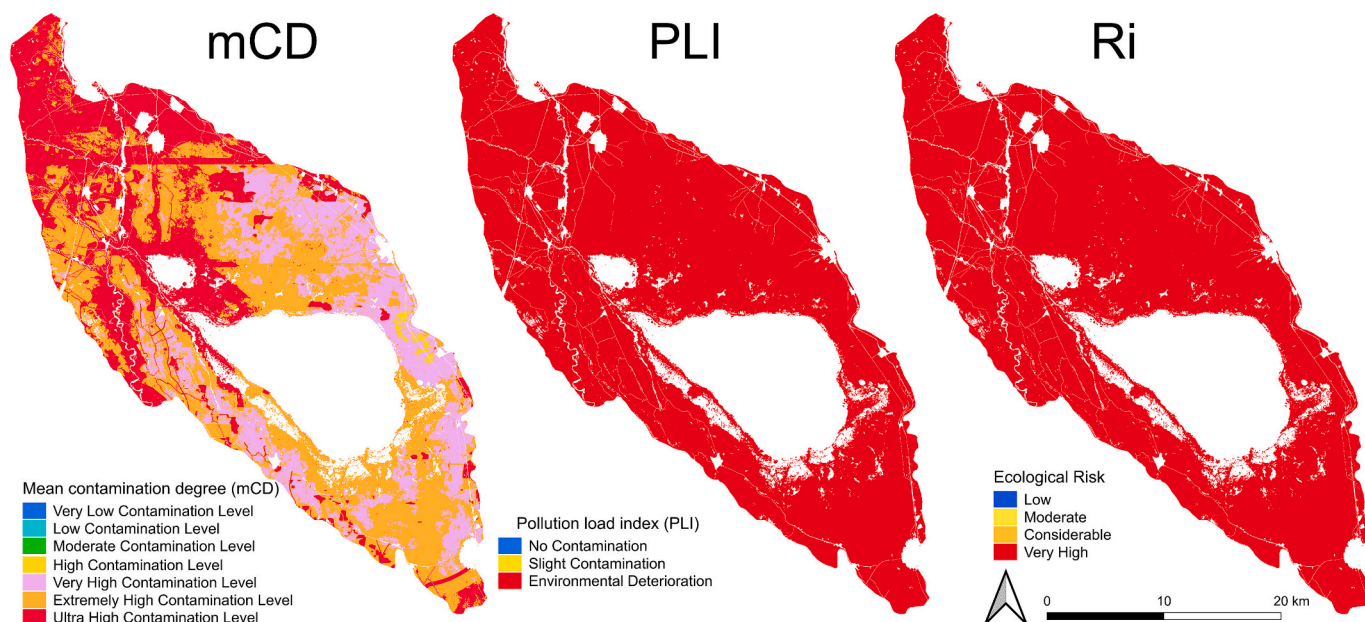 mCD
PLI
Ri
Mean contamination degree (mCD)
Very Low Contamination Level
Low Contamination Level
Moderate Contamination Level
High Contamination Level
Very High Contamination Level
Extremely High Contamination Level
Ultra High Contamination Level
Pollution load index (PLI)
No Contamination
Slight Contamination
Environmental Deterioration
Ecological Risk
Low
Moderate
Considerable
Very High
0 10 20 km